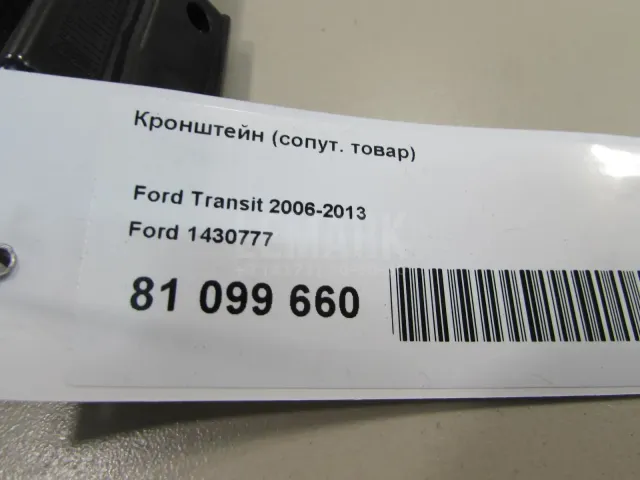 Кронштейн (сопут. товар)
Ford Transit 2006-2013
Ford 1430777
81 099 660